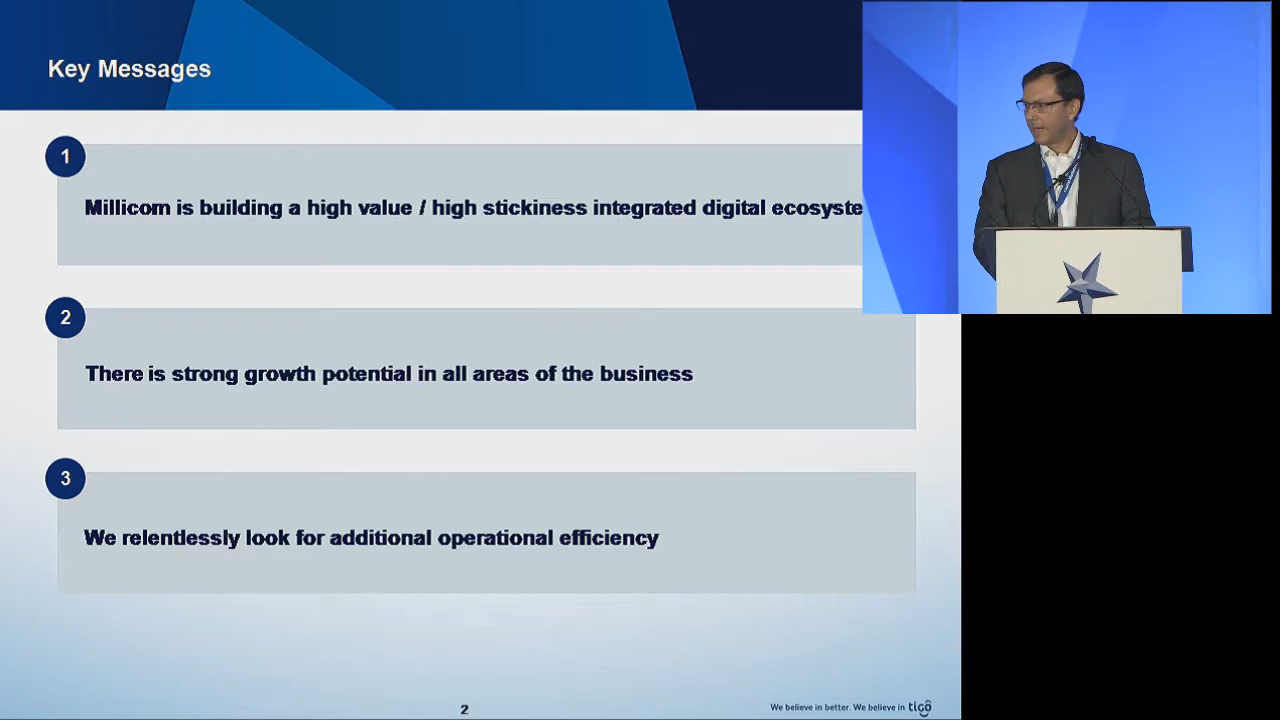 Key Messages
1
Millicom is building a high value / high stickiness integrated digital ecosyste
2
There is strong growth potential in all areas of the business
3
We relentlessly look for additional operational efficiency
2
We believe in better. We believe in tigo